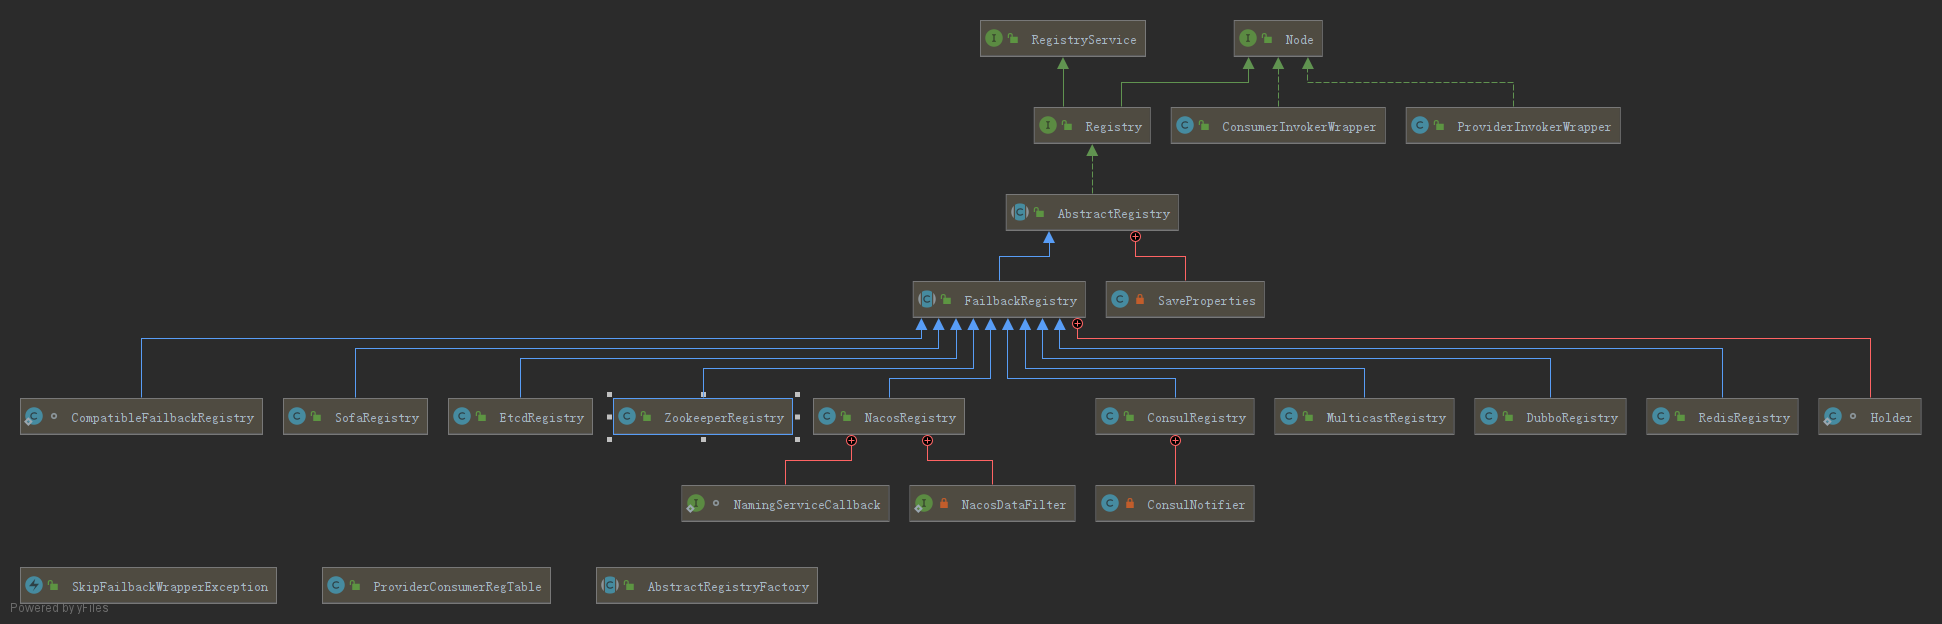 RegistryService
Node
Registry
ConsumerInvokerWrapper
ProviderInvokerWrapper
AbstractRegistry
FailbackRegistry
SaveProperties
CompatibleFailbackRegistry
SofaRegistry
EtcdRegistry
ZookeeperRegistry
NacosRegistry
ConsulRegistry
MulticastRegistry
DubboRegistry
RedisRegistry
Holder
NamingServiceCallback
NacosDataFilter
ConsulNotifier
SkipFailbackWrapperException
ProviderConsumerRegTable
AbstractRegistryFactory
Powered by yFiles